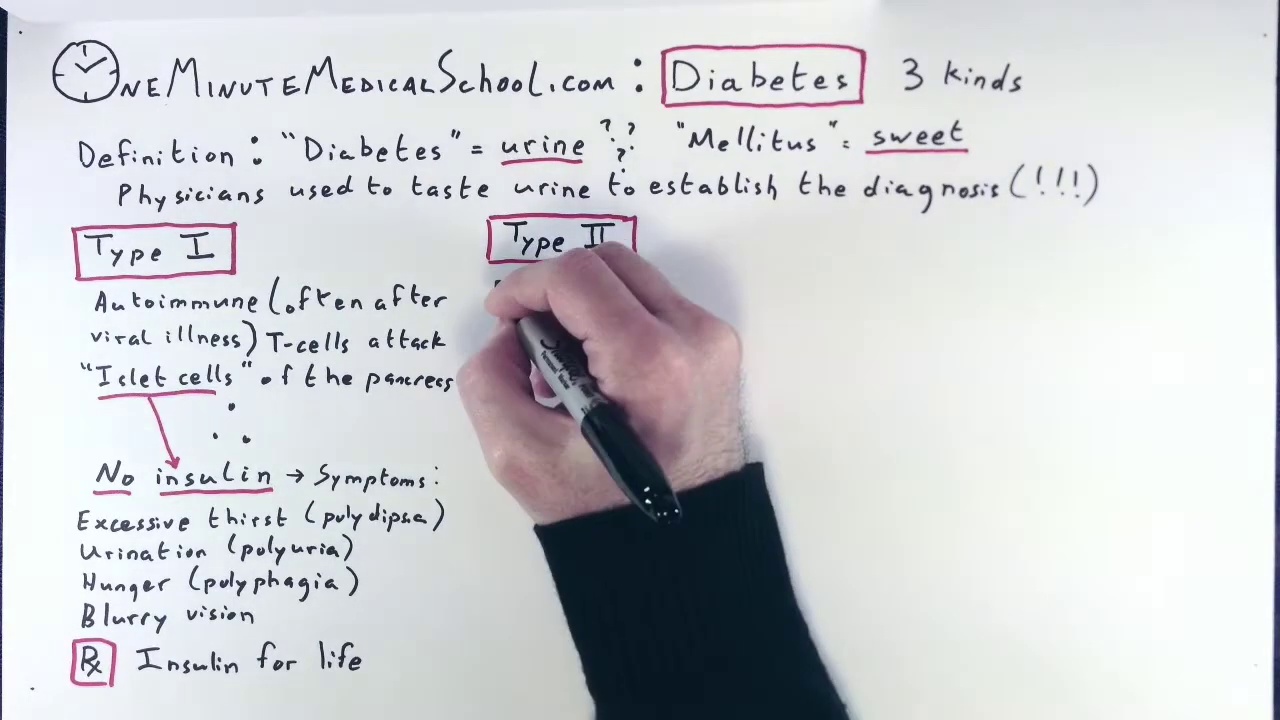 OneMinuteMedicalSchool.com : Diabetes 3 kinds
Definition : "Diabetes" = urine ??? "Mellitus" = sweet
Physicians used to taste urine to establish the diagnosis (!!!)
Type I
Autoimmune (often after
viral illness) T-cells attack
"Islet cells" of the pancreas
No insulin → Symptoms:
Excessive thirst (polydipsia)
Urination (polyuria)
Hunger (polyphagia)
Blurry vision
Rx Insulin for life
Type II